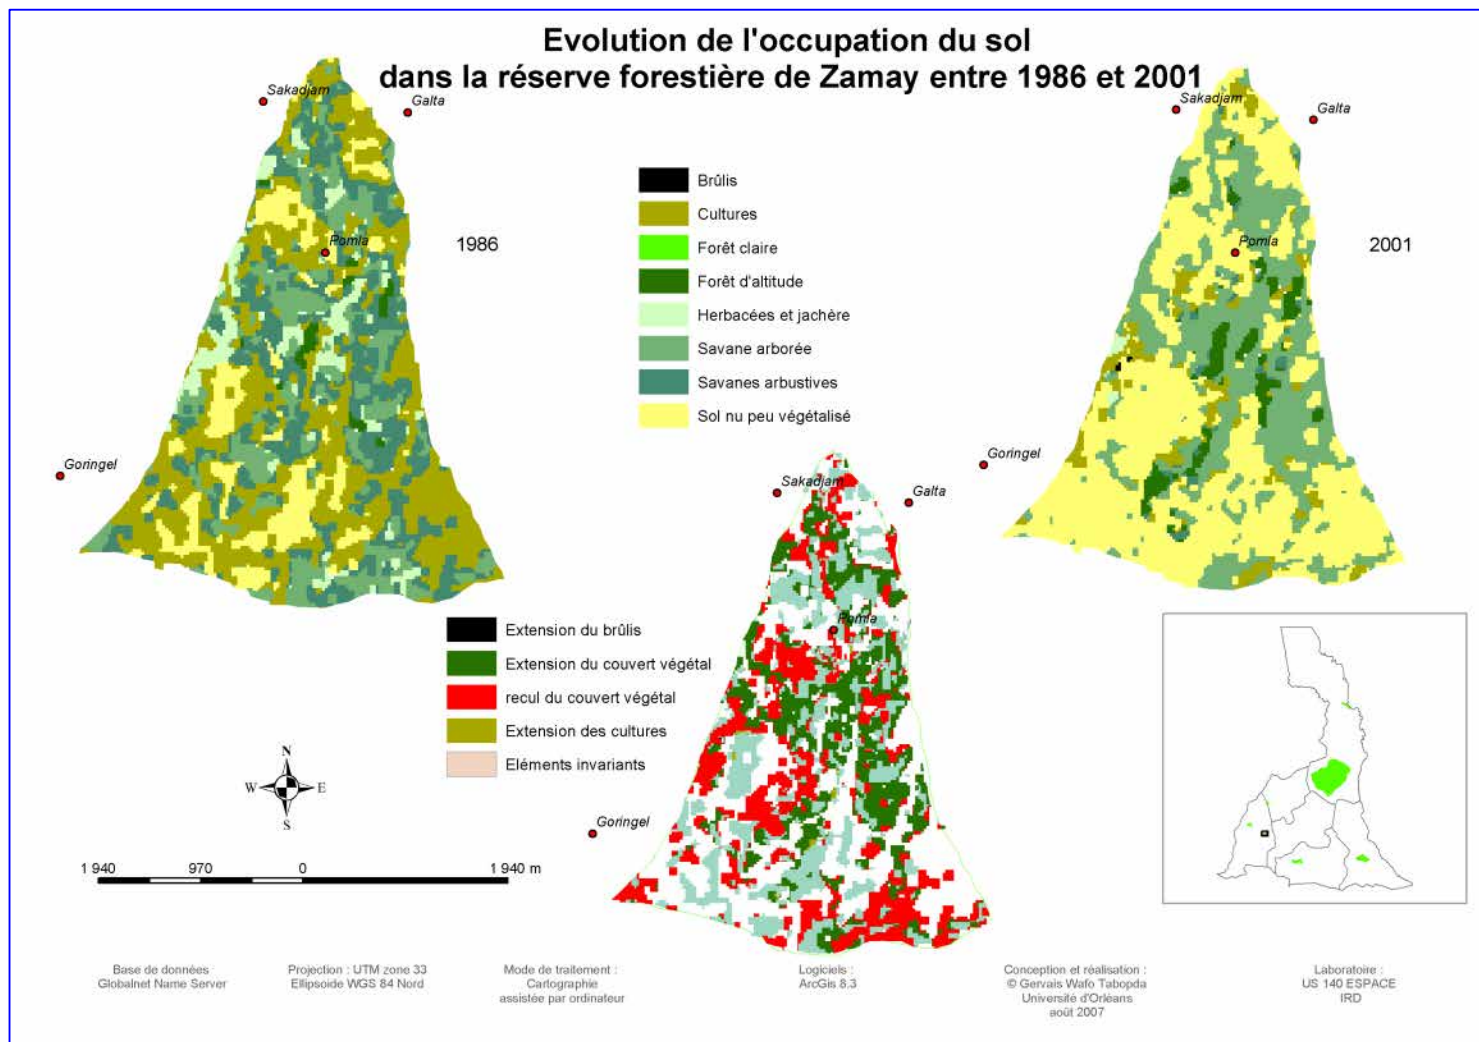 Evolution de l'occupation du sol
dans la réserve forestière de Zamay entre 1986 et 2001
Sakadjam
Galta
Pomla
1986
Goringel
Brûlis
Cultures
Forêt claire
Forêt d'altitude
Herbacées et jachère
Savane arborée
Savanes arbustives
Sol nu peu végétalisé
Sakadjam
Galta
Pomla
2001
Goringel
Sakadjam
Galta
Pomla
Goringel
Extension du brûlis
Extension du couvert végétal
recul du couvert végétal
Extension des cultures
Eléments invariants
N
W E
S
1 940 970 0 1 940 m
Base de données
Globalnet Name Server
Projection : UTM zone 33
Ellipsoide WGS 84 Nord
Mode de traitement :
Cartographie
assistée par ordinateur
Logiciels :
ArcGis 8.3
Conception et réalisation :
© Gervais Wafo Tabopda
Université d'Orléans
août 2007
Laboratoire :
US 140 ESPACE
IRD